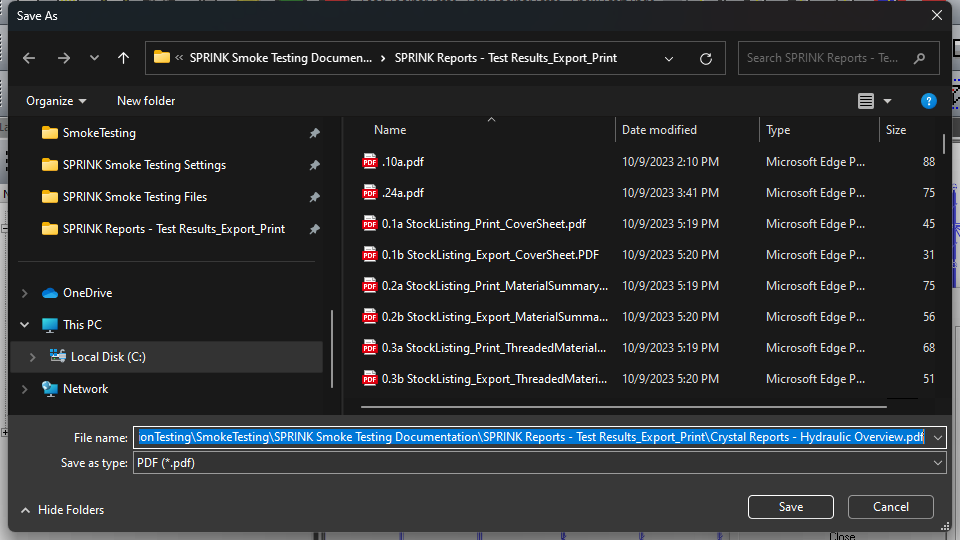 Save As
SPRINK Smoke Testing Documen... SPRINK Reports - Test Results_Export_Print
Search SPRINK Reports - Te...
Organize New folder
SmokeTesting
SPRINK Smoke Testing Settings
SPRINK Smoke Testing Files
SPRINK Reports - Test Results_Export_Print
OneDrive
This PC
Local Disk (C:)
Network
Name Date modified Type Size
.10a.pdf 10/9/2023 2:10 PM Microsoft Edge P... 88
.24a.pdf 10/9/2023 3:41 PM Microsoft Edge P... 75
0.1a StockListing_Print_CoverSheet.pdf 10/9/2023 5:19 PM Microsoft Edge P... 45
0.1b StockListing_Export_CoverSheet.PDF 10/9/2023 5:20 PM Microsoft Edge P... 31
0.2a StockListing_Print_MaterialSummary... 10/9/2023 5:19 PM Microsoft Edge P... 75
0.2b StockListing_Export_MaterialSumma... 10/9/2023 5:20 PM Microsoft Edge P... 56
0.3a StockListing_Print_ThreadedMaterial... 10/9/2023 5:19 PM Microsoft Edge P... 68
0.3b StockListing_Export_ThreadedMateri... 10/9/2023 5:20 PM Microsoft Edge P... 51
File name: onTesting\SmokeTesting\SPRINK Smoke Testing Documentation\SPRINK Reports - Test Results_Export_Print\Crystal Reports - Hydraulic Overview.pdf
Save as type: PDF (*.pdf)
Hide Folders Save Cancel
Close